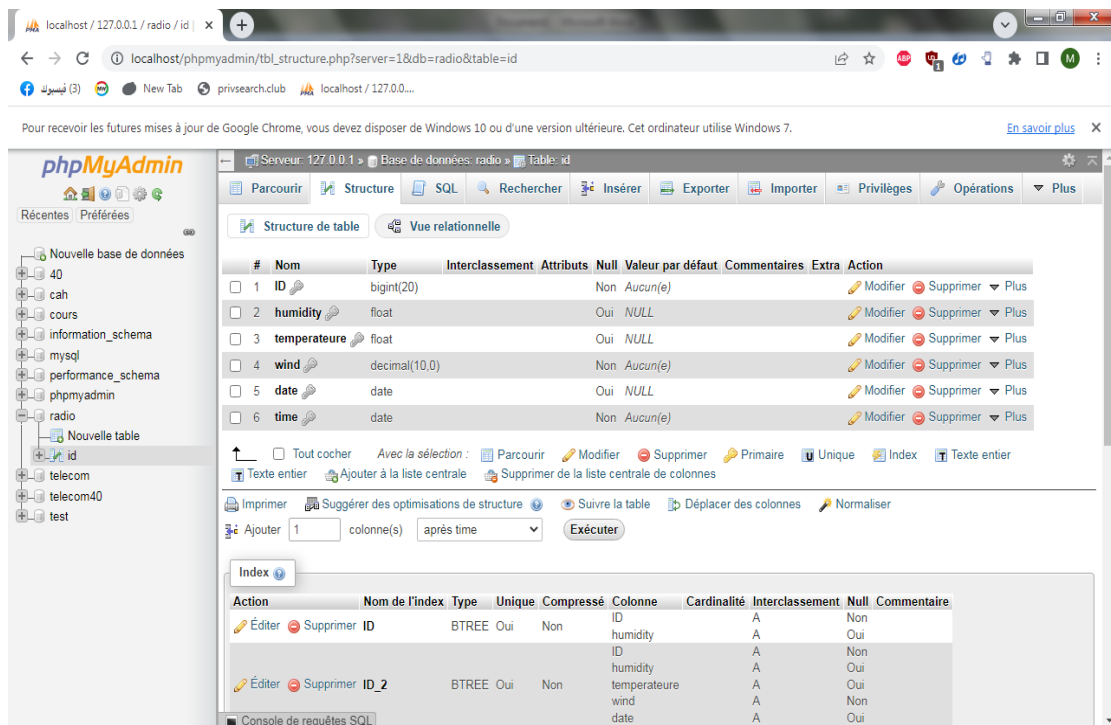 localhost / 127.0.0.1 / radio / id |
localhost/phpmyadmin/tbl_structure.php?server=1&db=radio&table=id
ABP 1 M
(3) فيسبوك MW New Tab privsearch.club localhost / 127.0.0....
Pour recevoir les futures mises à jour de Google Chrome, vous devez disposer de Windows 10 ou d'une version ultérieure. Cet ordinateur utilise Windows 7. En savoir plus
phpMyAdmin
Récentes Préférées
Nouvelle base de données
40
cah
cours
information_schema
mysql
performance_schema
phpmyadmin
radio
Nouvelle table
id
telecom
telecom40
test
Serveur: 127.0.0.1 » Base de données: radio » Table: id
Parcourir Structure SQL Rechercher Insérer Exporter Importer Privilèges Opérations Plus
Structure de table Vue relationnelle
# Nom Type Interclassement Attributs Null Valeur par défaut Commentaires Extra Action
1 ID bigint(20) Non Aucun(e) Modifier Supprimer Plus
2 humidity float Oui NULL Modifier Supprimer Plus
3 temperateure float Oui NULL Modifier Supprimer Plus
4 wind decimal(10,0) Non Aucun(e) Modifier Supprimer Plus
5 date date Oui NULL Modifier Supprimer Plus
6 time date Non Aucun(e) Modifier Supprimer Plus
Tout cocher Avec la sélection : Parcourir Modifier Supprimer Primaire Unique Index Texte entier
Texte entier Ajouter à la liste centrale Supprimer de la liste centrale de colonnes
Imprimer Suggérer des optimisations de structure Suivre la table Déplacer des colonnes Normaliser
Ajouter 1 colonne(s) après time Exécuter
Index
Action Nom de l'index Type Unique Compressé Colonne Cardinalité Interclassement Null Commentaire
Éditer Supprimer ID BTREE Oui Non ID A Non
humidity A Oui
Éditer Supprimer ID_2 BTREE Oui Non ID A Non
humidity A Oui
temperateure A Oui
wind A Non
date A Oui
Console de requêtes SQL